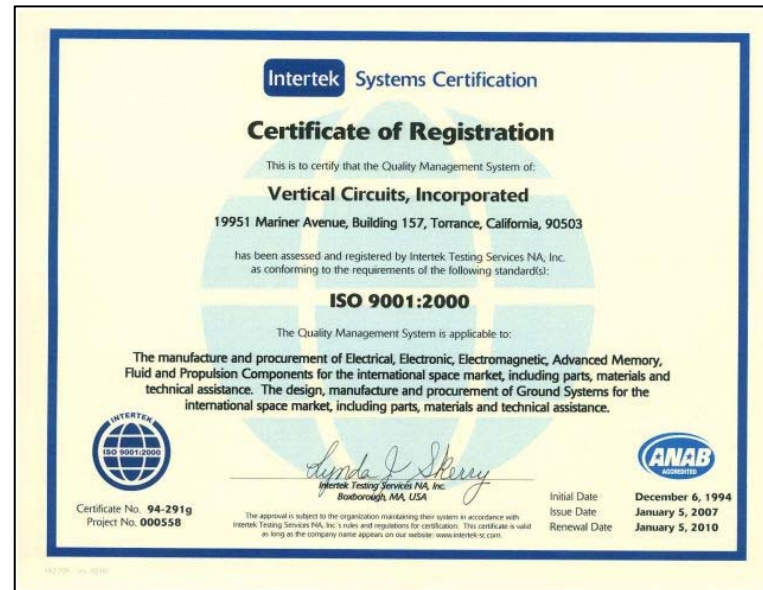 Intertek Systems Certification
Certificate of Registration
This is to certify that the Quality Management System of:
Vertical Circuits, Incorporated
19951 Mariner Avenue, Building 157, Torrance, California, 90503
has been assessed and registered by Intertek Testing Services NA, Inc.
as conforming to the requirements of the following standard(s):
ISO 9001:2000
The Quality Management System is applicable to:
The manufacture and procurement of Electrical, Electronic, Electromagnetic, Advanced Memory,
Fluid and Propulsion Components for the international space market, including parts, materials and
technical assistance. The design, manufacture and procurement of Ground Systems for the
international space market, including parts, materials and technical assistance.
INTERTEK
ISO 9001:2000
Certificate No. 94-291g
Project No. 000558
Lynda J Skerry
Intertek Testing Services NA, Inc.
Boxborough, MA, USA
The approval is subject to the organization maintaining their system in accordance with
Intertek Testing Services NA, Inc.'s rules and regulations for certification. This certificate is valid
as long as the company name appears on our website: www.intertek-sc.com.
ANAB
ACCREDITED
Initial Date December 6, 1994
Issue Date January 5, 2007
Renewal Date January 5, 2010